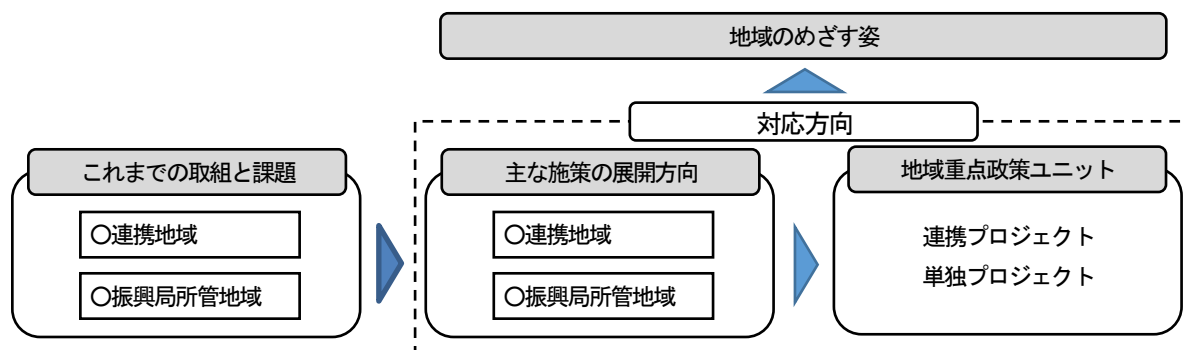 地域のめざす姿
対応方向
これまでの取組と課題
〇連携地域
〇振興局所管地域
主な施策の展開方向
〇連携地域
〇振興局所管地域
地域重点政策ユニット
連携プロジェクト
単独プロジェクト